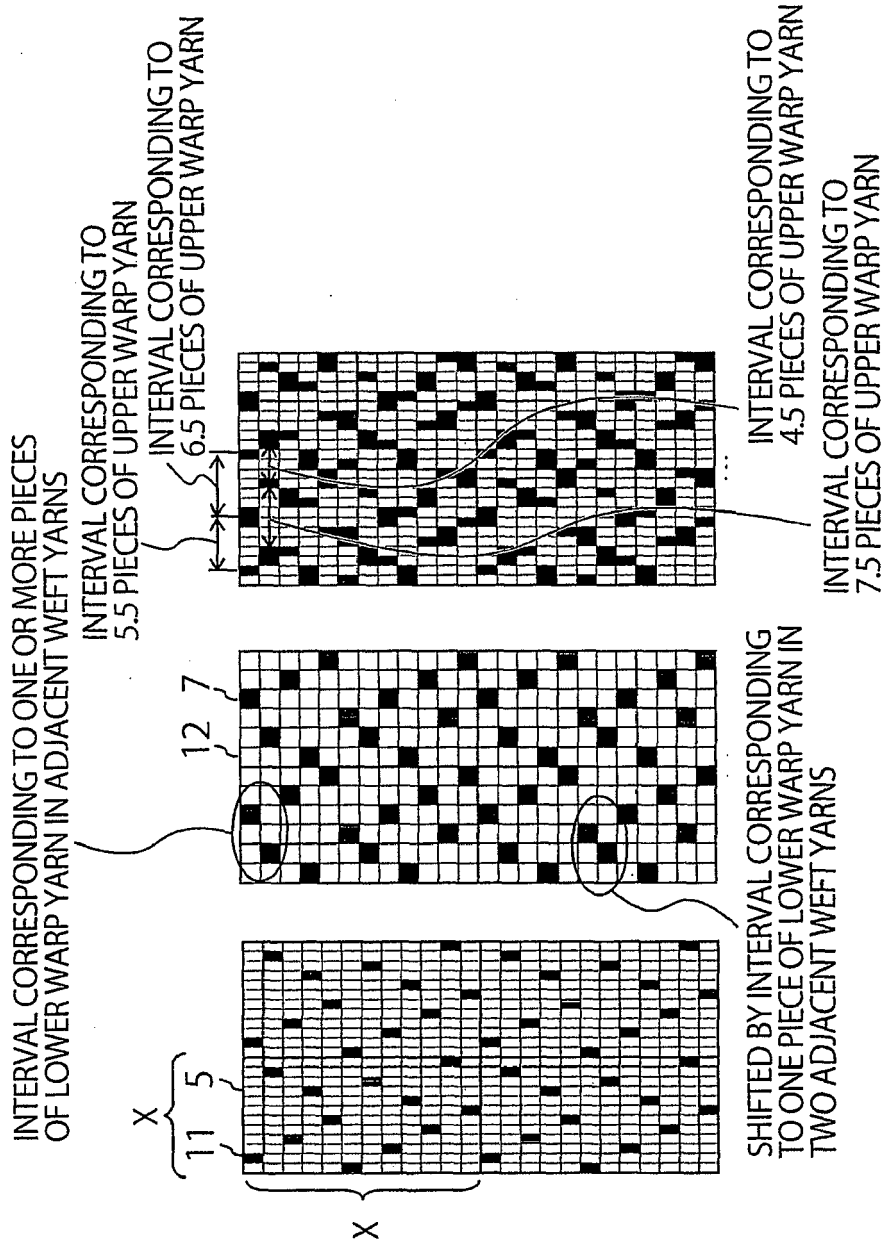 INTERVAL CORRESPONDING TO ONE OR MORE PIECES
OF LOWER WARP YARN IN ADJACENT WEFT YARNS
INTERVAL CORRESPONDING TO
5.5 PIECES OF UPPER WARP YARN
INTERVAL CORRESPONDING TO
6.5 PIECES OF UPPER WARP YARN
X
11
5
12
7
X
SHIFTED BY INTERVAL CORRESPONDING
TO ONE PIECE OF LOWER WARP YARN IN
TWO ADJACENT WEFT YARNS
...
INTERVAL CORRESPONDING TO
4.5 PIECES OF UPPER WARP YARN
INTERVAL CORRESPONDING TO
7.5 PIECES OF UPPER WARP YARN